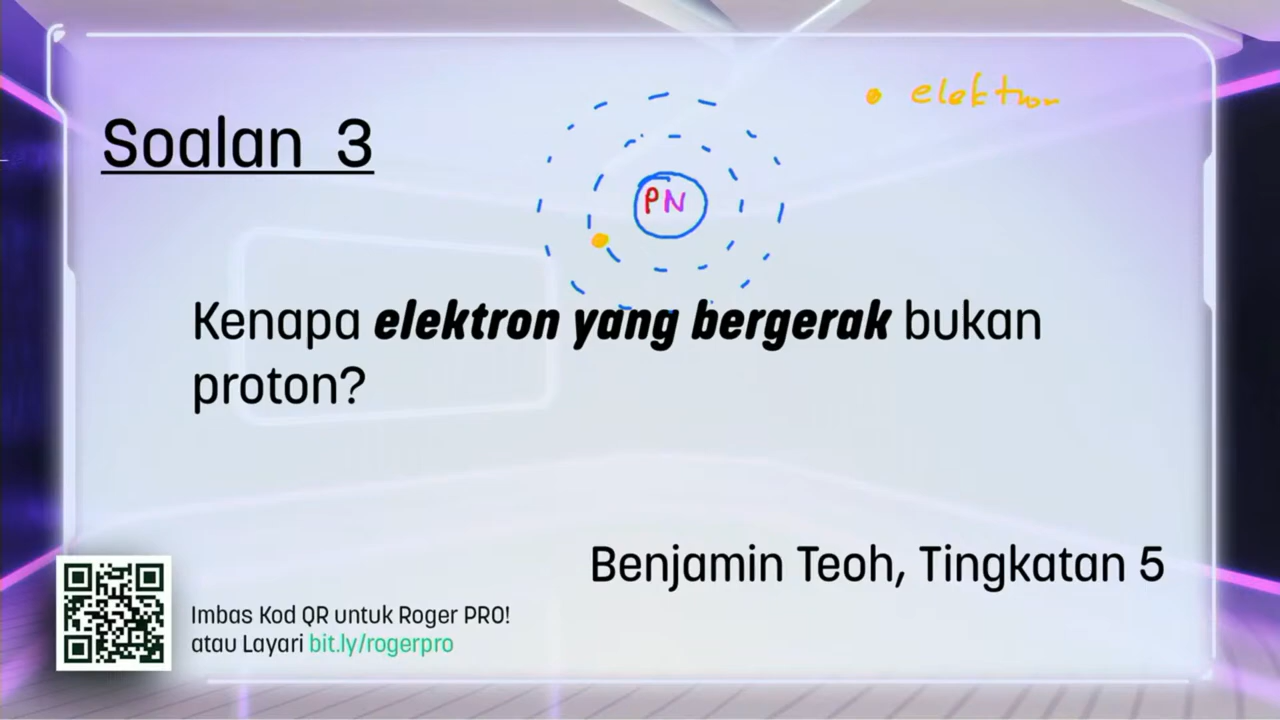 elektron
Soalan 3
PN
Kenapa elektron yang bergerak bukan
proton?
Benjamin Teoh, Tingkatan 5
Imbas Kod QR untuk Roger PRO!
atau Layari bit.ly/rogerpro